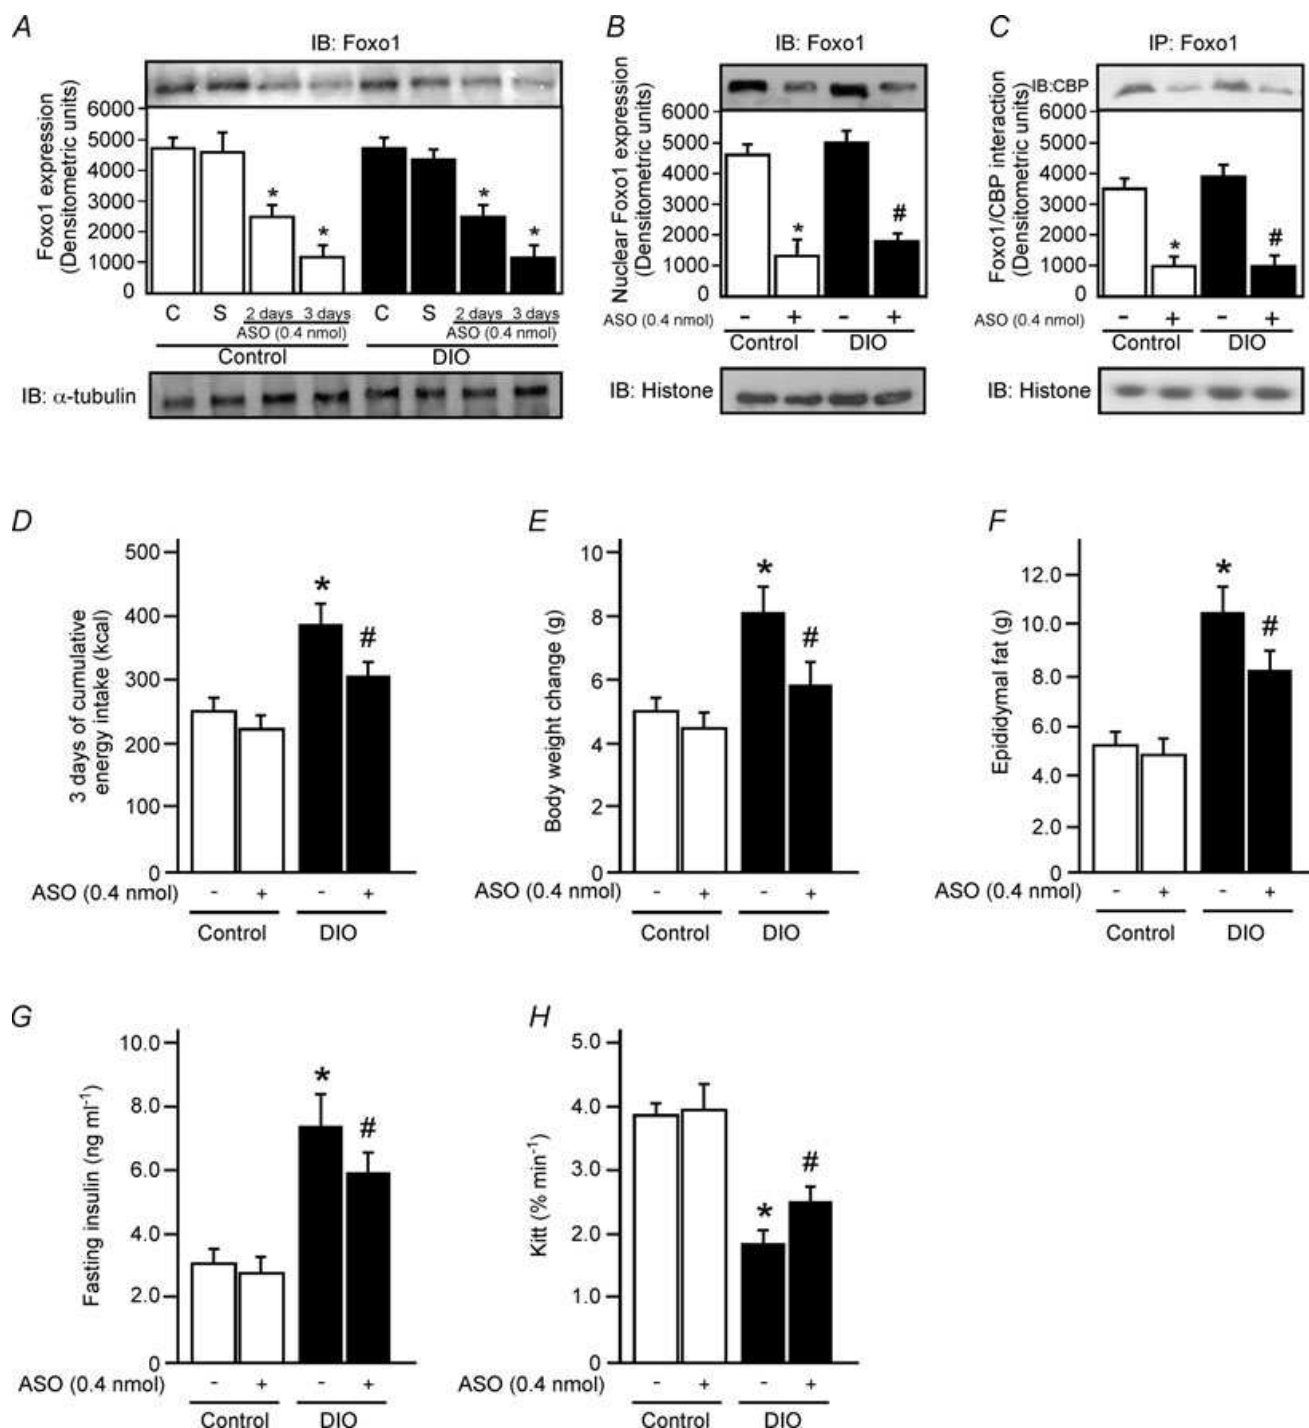 A
IB: Foxo1
Foxo1 expression
(Densitometric units)
6000
5000
4000
3000
2000
1000
0
* * * *
C S 2 days 3 days C S 2 days 3 days
ASO (0.4 nmol) ASO (0.4 nmol)
Control DIO
IB: α-tubulin
B
IB: Foxo1
Nuclear Foxo1 expression
(Densitometric units)
6000
5000
4000
3000
2000
1000
0
* #
ASO (0.4 nmol) - + - +
Control DIO
IB: Histone
C
IP: Foxo1
IB:CBP
Foxo1/CBP interaction
(Densitometric units)
6000
5000
4000
3000
2000
1000
0
* #
ASO (0.4 nmol) - + - +
Control DIO
IB: Histone
D
3 days of cumulative
energy intake (kcal)
500
400
300
200
100
0
* #
ASO (0.4 nmol) - + - +
Control DIO
E
Body weight change (g)
10
8
6
4
2
0
* #
ASO (0.4 nmol) - + - +
Control DIO
F
Epididymal fat (g)
12.0
10.0
8.0
6.0
4.0
2.0
0
* #
ASO (0.4 nmol) - + - +
Control DIO
G
Fasting insulin (ng ml⁻¹)
10.0
8.0
6.0
4.0
2.0
0
* #
ASO (0.4 nmol) - + - +
Control DIO
H
Kitt (% min⁻¹)
5.0
4.0
3.0
2.0
1.0
0
* #
ASO (0.4 nmol) - + - +
Control DIO